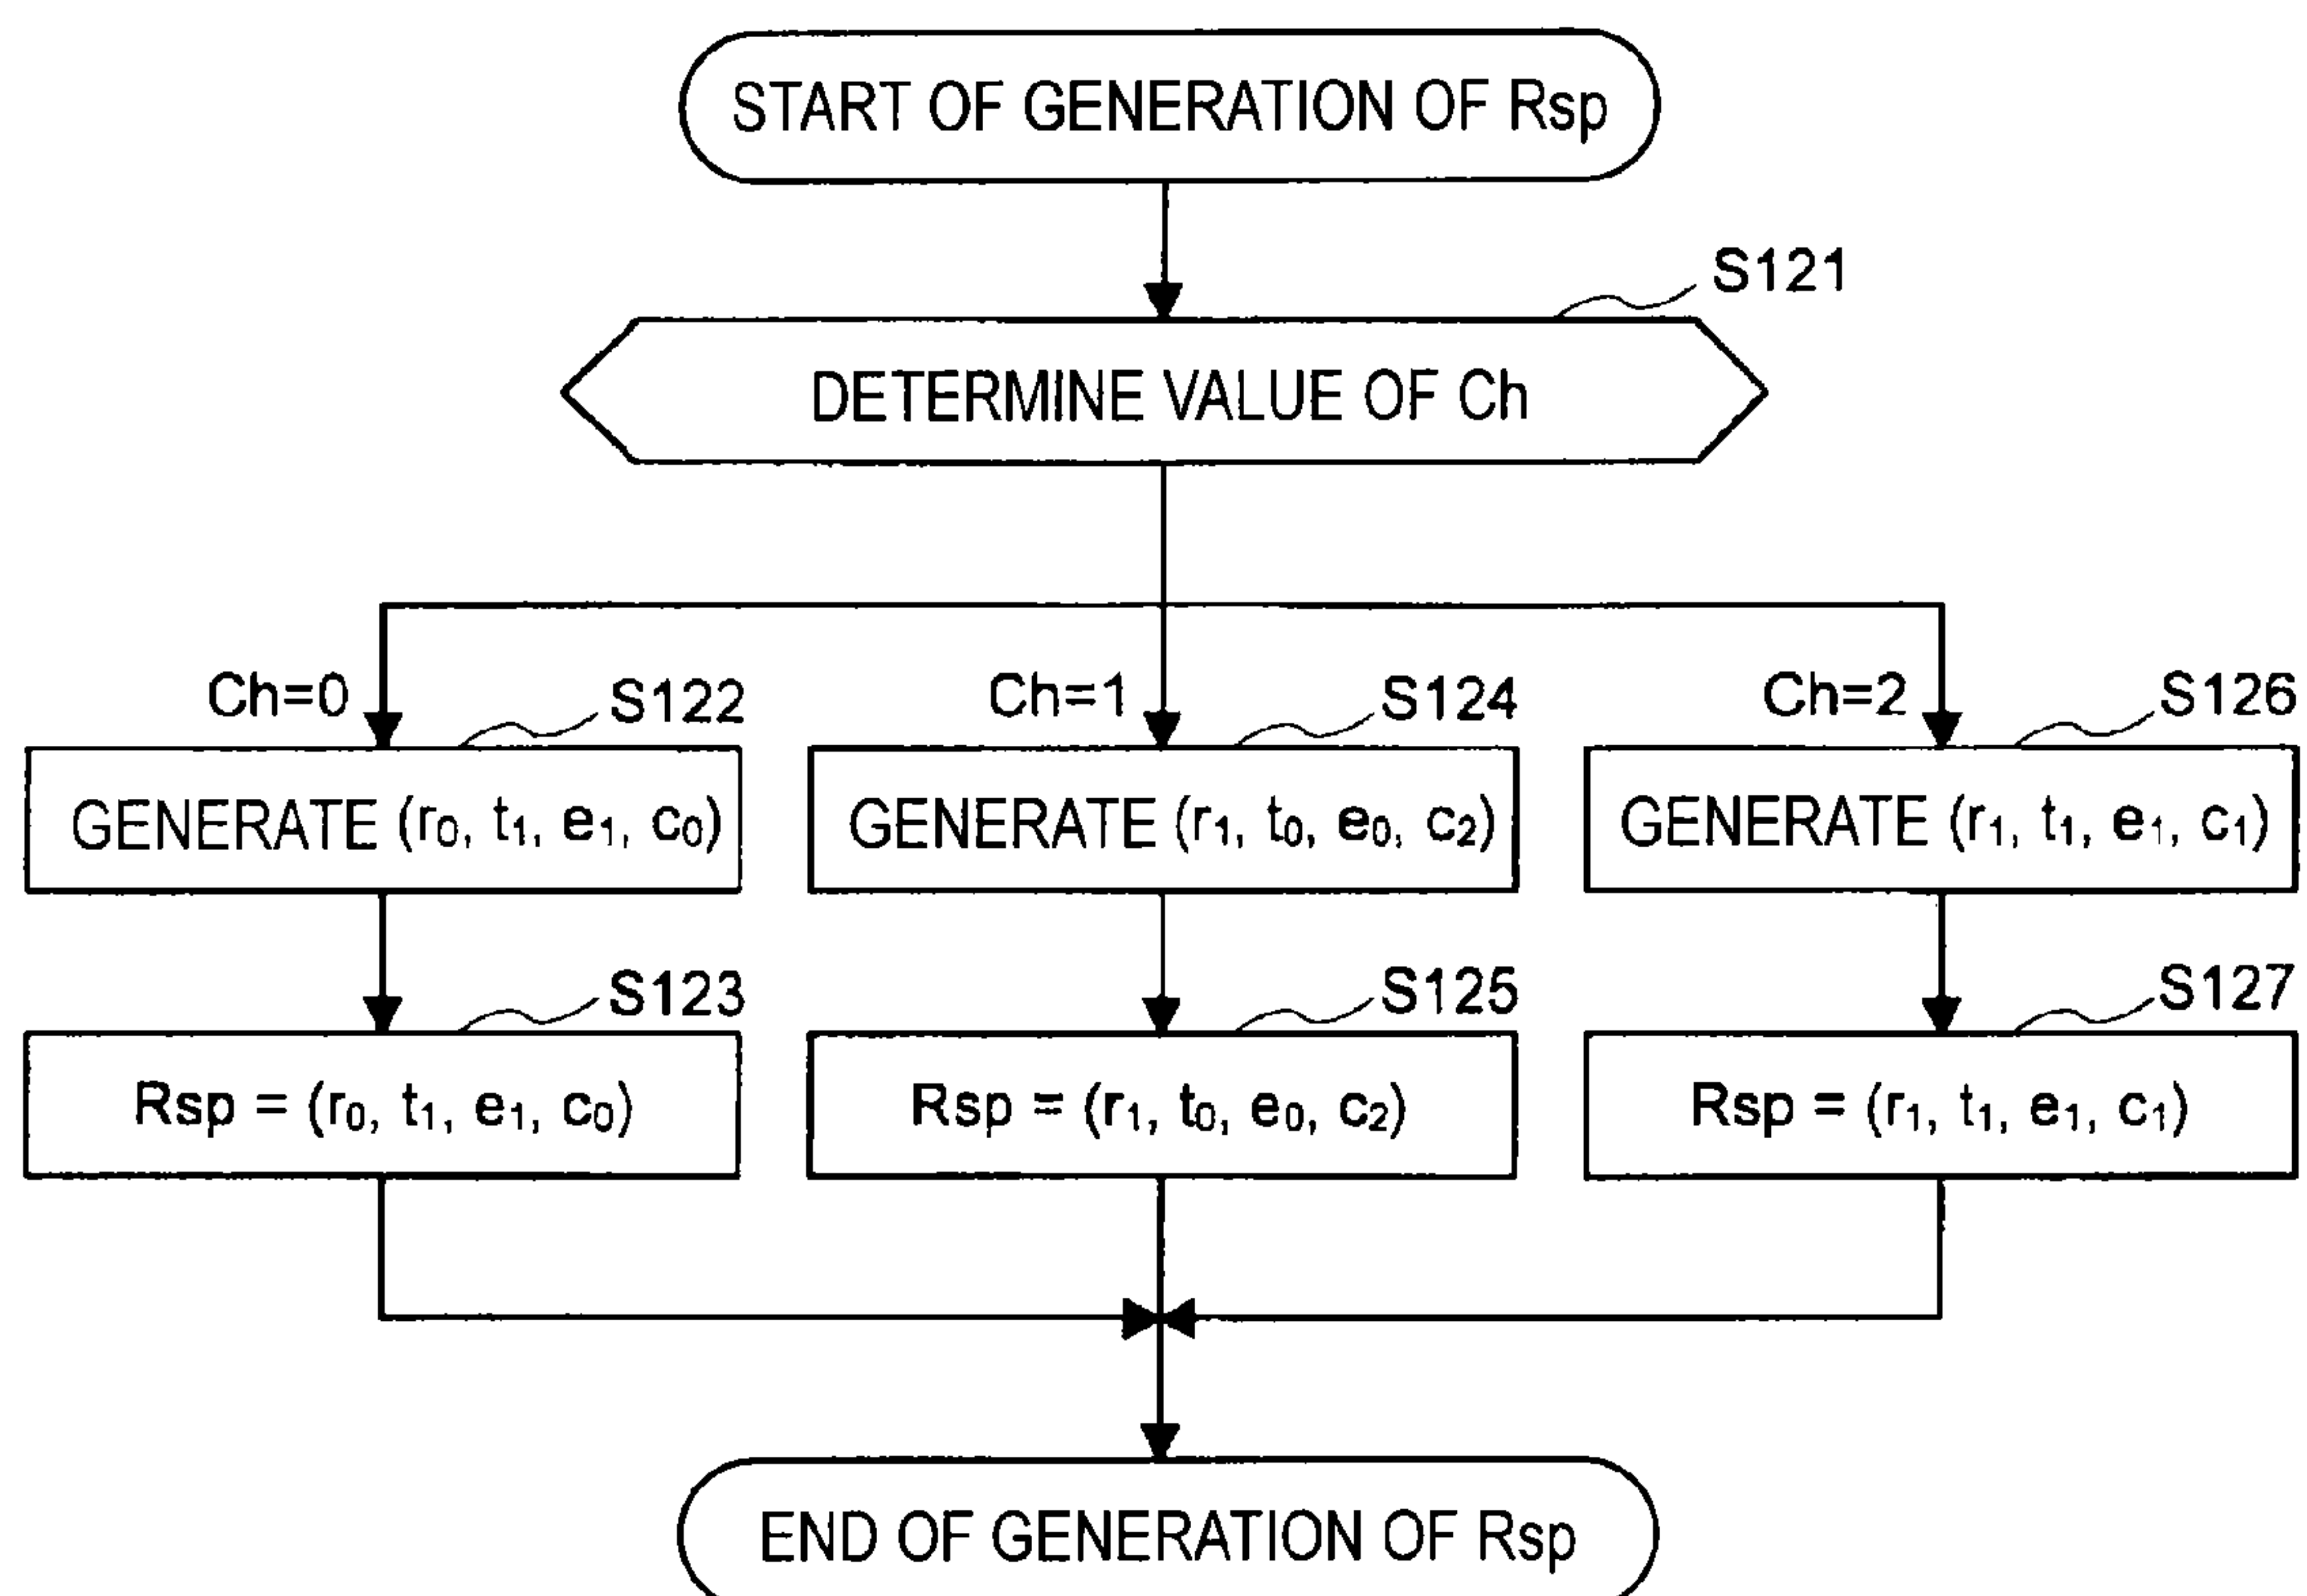 START OF GENERATION OF Rsp
S121
DETERMINE VALUE OF Ch
Ch=0
S122
Ch=1
S124
Ch=2
S126
GENERATE (r₀, t₁, e₁, c₀)
GENERATE (r₁, t₀, e₀, c₂)
GENERATE (r₁, t₁, e₁, c₁)
S123
S125
S127
Rsp = (r₀, t₁, e₁, c₀)
Rsp = (r₁, t₀, e₀, c₂)
Rsp = (r₁, t₁, e₁, c₁)
END OF GENERATION OF Rsp